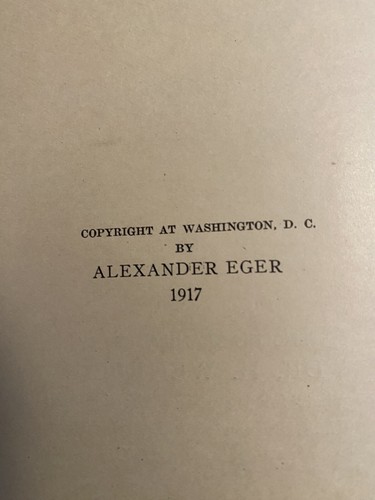 COPYRIGHT AT WASHINGTON, D. C.
BY
ALEXANDER EGER
1917